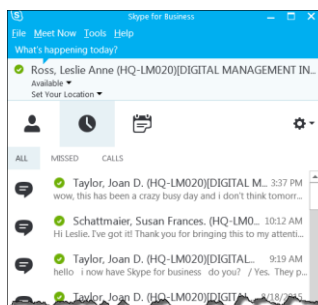 Skype for Business
File Meet Now Tools Help
What's happening today?
Ross, Leslie Anne (HQ-LM020)[DIGITAL MANAGEMENT IN...
Available
Set Your Location
ALL MISSED CALLS
Taylor, Joan D. (HQ-LM020)[DIGITAL M... 3:37 PM
wow, this has been a crazy busy day and i don't think tomorr...
Schattmaier, Susan Frances. (HQ-LM0... 10:12 AM
Hi Leslie. I've got it! Thank you for bringing this to my attenti...
Taylor, Joan D. (HQ-LM020)[DIGITAL... 9:19 AM
hello i now have Skype for business do you? / Yes. They p...
Taylor, Joan D. (HQ-LM020)[DIGITAL... 9/18/2015